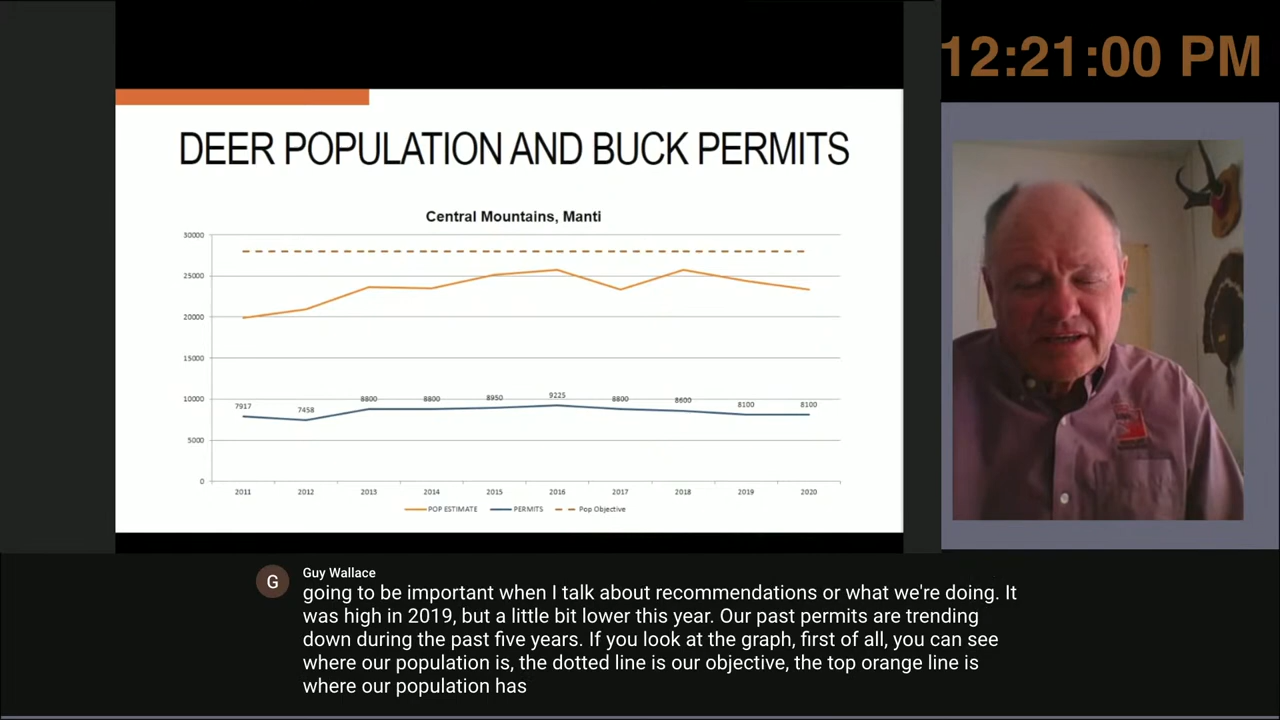 12:21:00 PM
DEER POPULATION AND BUCK PERMITS
Central Mountains, Manti
30000
25000
20000
15000
10000
5000
0
7917
7458
8800
8800
8950
9225
8800
8600
8100
8100
2011 2012 2013 2014 2015 2016 2017 2018 2019 2020
POP ESTIMATE PERMITS Pop Objective
G
Guy Wallace
going to be important when I talk about recommendations or what we're doing. It
was high in 2019, but a little bit lower this year. Our past permits are trending
down during the past five years. If you look at the graph, first of all, you can see
where our population is, the dotted line is our objective, the top orange line is
where our population has